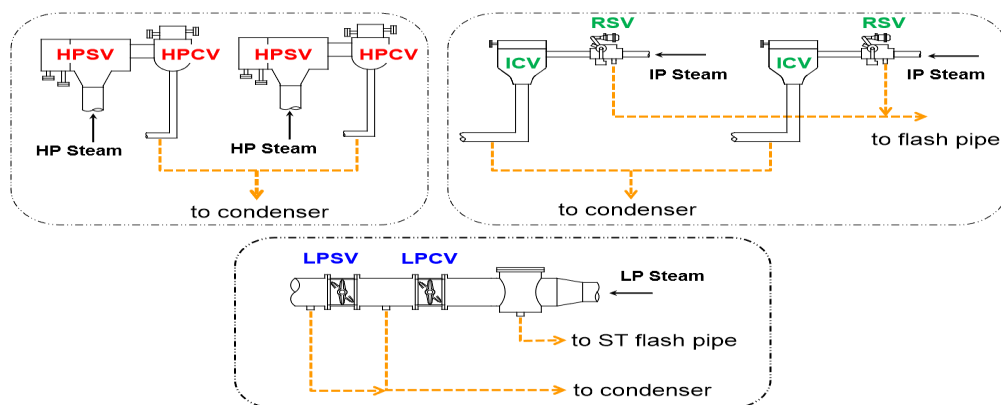 HPSV
HPCV
HPSV
HPCV
HP Steam
HP Steam
to condenser
RSV
RSV
ICV
IP Steam
ICV
IP Steam
to flash pipe
to condenser
LPSV
LPCV
LP Steam
to ST flash pipe
to condenser